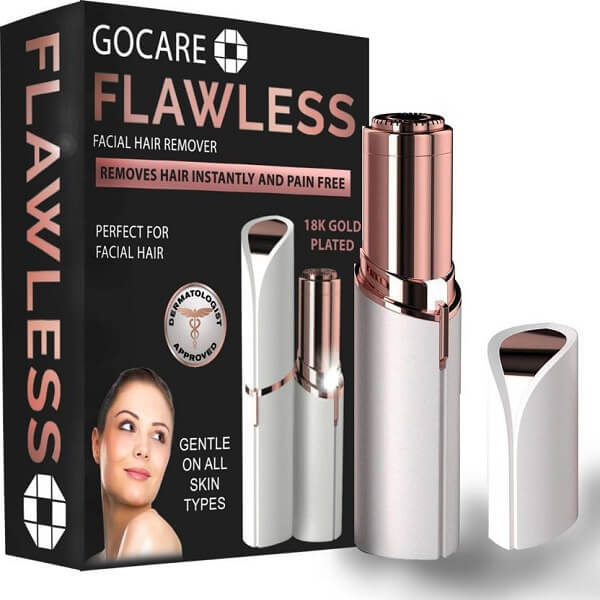 FLAWLESS
GOCARE
FLAWLESS
FACIAL HAIR REMOVER
REMOVES HAIR INSTANTLY AND PAIN FREE
PERFECT FOR
FACIAL HAIR
18K GOLD
PLATED
DERMATOLOGIST
APPROVED
GENTLE
ON ALL
SKIN
TYPES